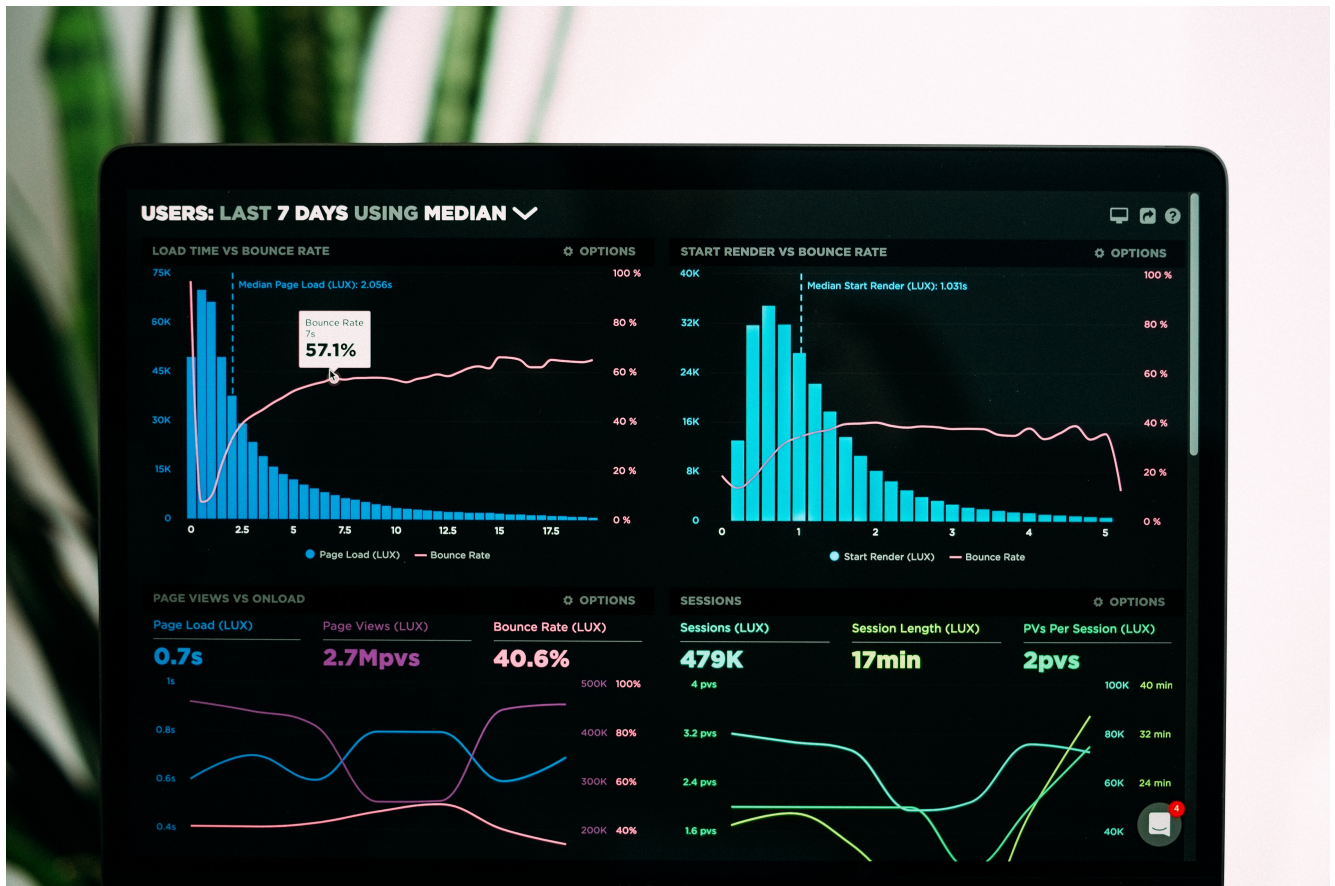 USERS: LAST 7 DAYS USING MEDIAN
?
LOAD TIME VS BOUNCE RATE
OPTIONS
75K
60K
45K
30K
15K
0
Median Page Load (LUX): 2.056s
Bounce Rate
7s
57.1%
100 %
80 %
60 %
40 %
20 %
0 %
0 2.5 5 7.5 10 12.5 15 17.5
Page Load (LUX) Bounce Rate
START RENDER VS BOUNCE RATE
OPTIONS
40K
32K
24K
16K
8K
0
Median Start Render (LUX): 1.031s
100 %
80 %
60 %
40 %
20 %
0 %
0 1 2 3 4 5
Start Render (LUX) Bounce Rate
PAGE VIEWS VS ONLOAD
OPTIONS
Page Load (LUX) Page Views (LUX) Bounce Rate (LUX)
0.7s 2.7Mpvs 40.6%
1s
0.8s
0.6s
0.4s
500K 100%
400K 80%
300K 60%
200K 40%
SESSIONS
OPTIONS
Sessions (LUX) Session Length (LUX) PVs Per Session (LUX)
479K 17min 2pvs
4 pvs
3.2 pvs
2.4 pvs
1.6 pvs
100K 40 min
80K 32 min
60K 24 min
40K
4